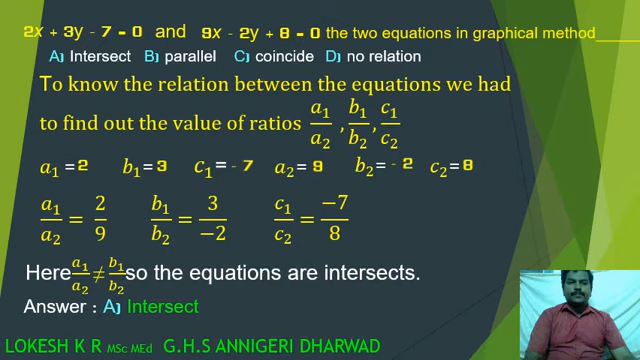 2x + 3y - 7 = 0 and 9x - 2y + 8 = 0 the two equations in graphical method______
A) Intersect B) parallel C) coincide D) no relation
To know the relation between the equations we had
to find out the value of ratios a₁/a₂ , b₁/b₂ , c₁/c₂
a₁ = 2 b₁ = 3 c₁ = - 7 a₂ = 9 b₂ = - 2 c₂ = 8
a₁/a₂ = 2/9 b₁/b₂ = 3/−2 c₁/c₂ = −7/8
Here a₁/a₂ ≠ b₁/b₂ so the equations are intersects.
Answer : A) Intersect
LOKESH K R MSc MEd G.H.S ANNIGERI DHARWAD